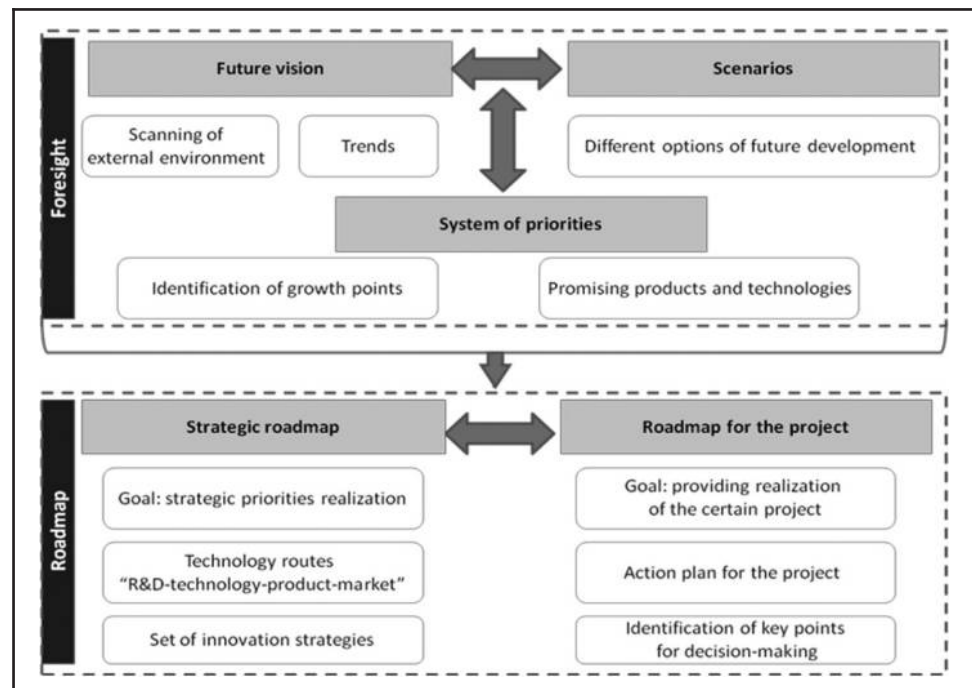 Foresight
Future vision
Scenarios
Scanning of
external environment
Trends
Different options of future development
System of priorities
Identification of growth points
Promising products and technologies
Roadmap
Strategic roadmap
Roadmap for the project
Goal: strategic priorities realization
Goal: providing realization
of the certain project
Technology routes
“R&D-technology-product-market”
Action plan for the project
Set of innovation strategies
Identification of key points
for decision-making